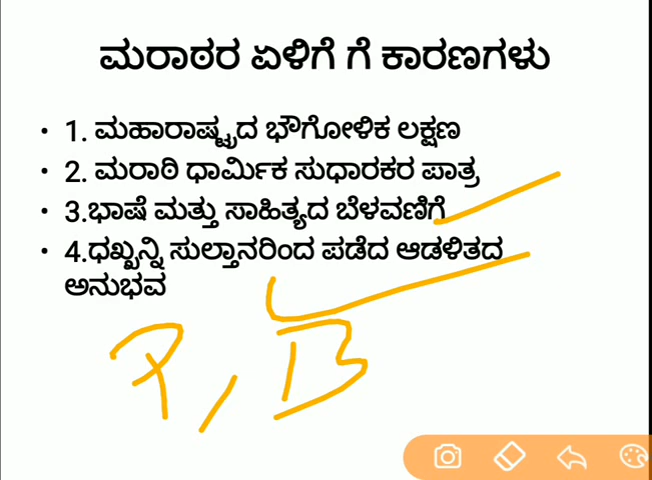 ಮರಾಠರ ಏಳಿಗೆ ಗೆ ಕಾರಣಗಳು
• 1. ಮಹಾರಾಷ್ಟ್ರದ ಭೌಗೋಳಿಕ ಲಕ್ಷಣ
• 2. ಮರಾಠಿ ಧಾರ್ಮಿಕ ಸುಧಾರಕರ ಪಾತ್ರ
• 3.ಭಾಷೆ ಮತ್ತು ಸಾಹಿತ್ಯದ ಬೆಳವಣಿಗೆ
• 4.ಧಖ್ಖನ್ನಿ ಸುಲ್ತಾನರಿಂದ ಪಡೆದ ಆಡಳಿತದ
ಅನುಭವ
P, B